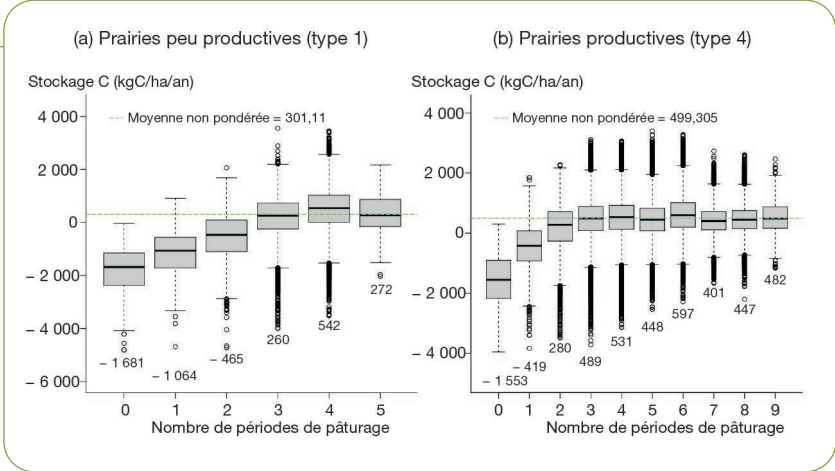 (a) Prairies peu productives (type 1)
Stockage C (kgC/ha/an)
4 000
2 000
0
– 2 000
– 4 000
– 6 000
Moyenne non pondérée = 301,11
– 1 681
– 1 064
– 465
260
542
272
0 1 2 3 4 5
Nombre de périodes de pâturage
(b) Prairies productives (type 4)
Stockage C (kgC/ha/an)
4 000
2 000
0
– 2 000
– 4 000
Moyenne non pondérée = 499,305
– 1 553
– 419
280
489
531
448
597
401
447
482
0 1 2 3 4 5 6 7 8 9
Nombre de périodes de pâturage